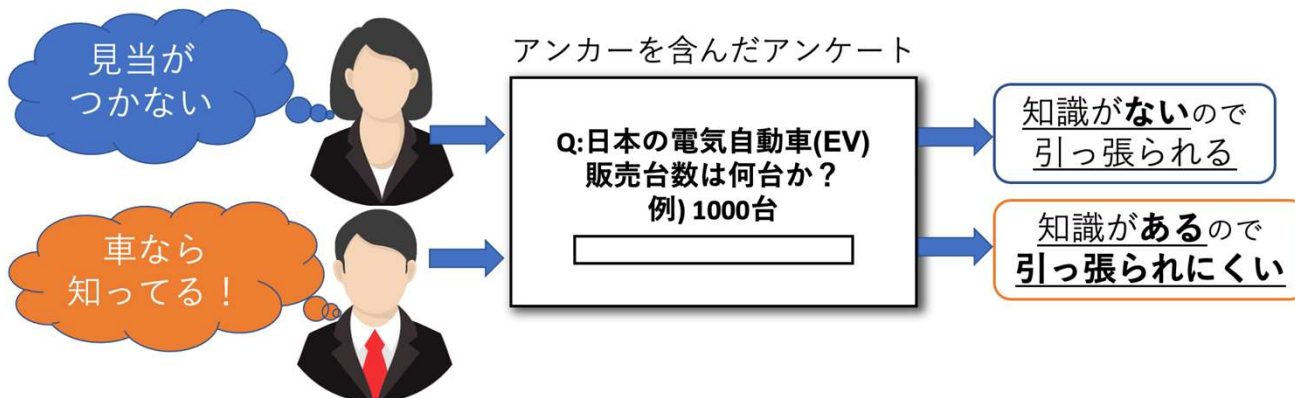 見当が
つかない
車なら
知ってる！
アンカーを含んだアンケート
Q:日本の電気自動車(EV)
販売台数は何台か？
例) 1000台
知識がないので
引っ張られる
知識があるので
引っ張られにくい